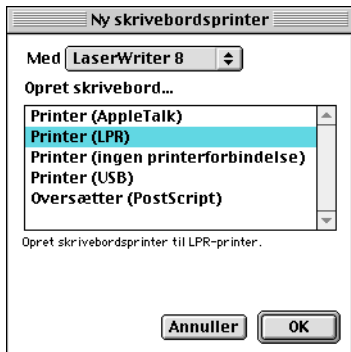 Ny skrivebordsprinter
Med LaserWriter 8
Opret skrivebord...
Printer (AppleTalk)
Printer (LPR)
Printer (ingen printerforbindelse)
Printer (USB)
Oversætter (PostScript)
Opret skrivebordsprinter til LPR-printer.
Annuller OK